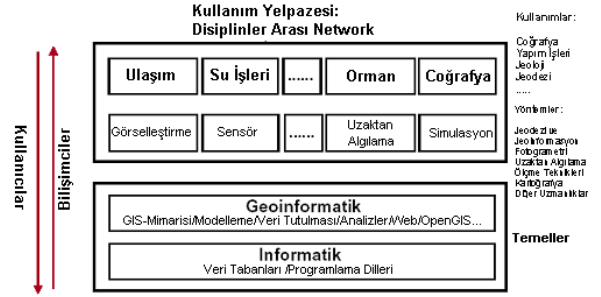 Kullanım Yelpazesi:
Disiplinler Arası Network
Kullanımlar:
Coğrafya
Yapım İşleri
Jeoloji
Jeodezi
.....
Ulaşım
Su İşleri
......
Orman
Coğrafya
Görselleştirme
Sensör
......
Uzaktan
Algılama
Simulasyon
Yöntemler:
Jeodezi ve
Jeoinformasyon
Fotogrametri
Uzaktan Algılama
Ölçme Teknikleri
Kartoğrafya
Diğer Uzmanlıklar
Kullanıcılar
Bilişimciler
Geoinformatik
GIS-Mimarisi/Modelleme/Veri Tutulması/Analizler/Web/OpenGIS...
Informatik
Veri Tabanları /Programlama Dilleri
Temeller